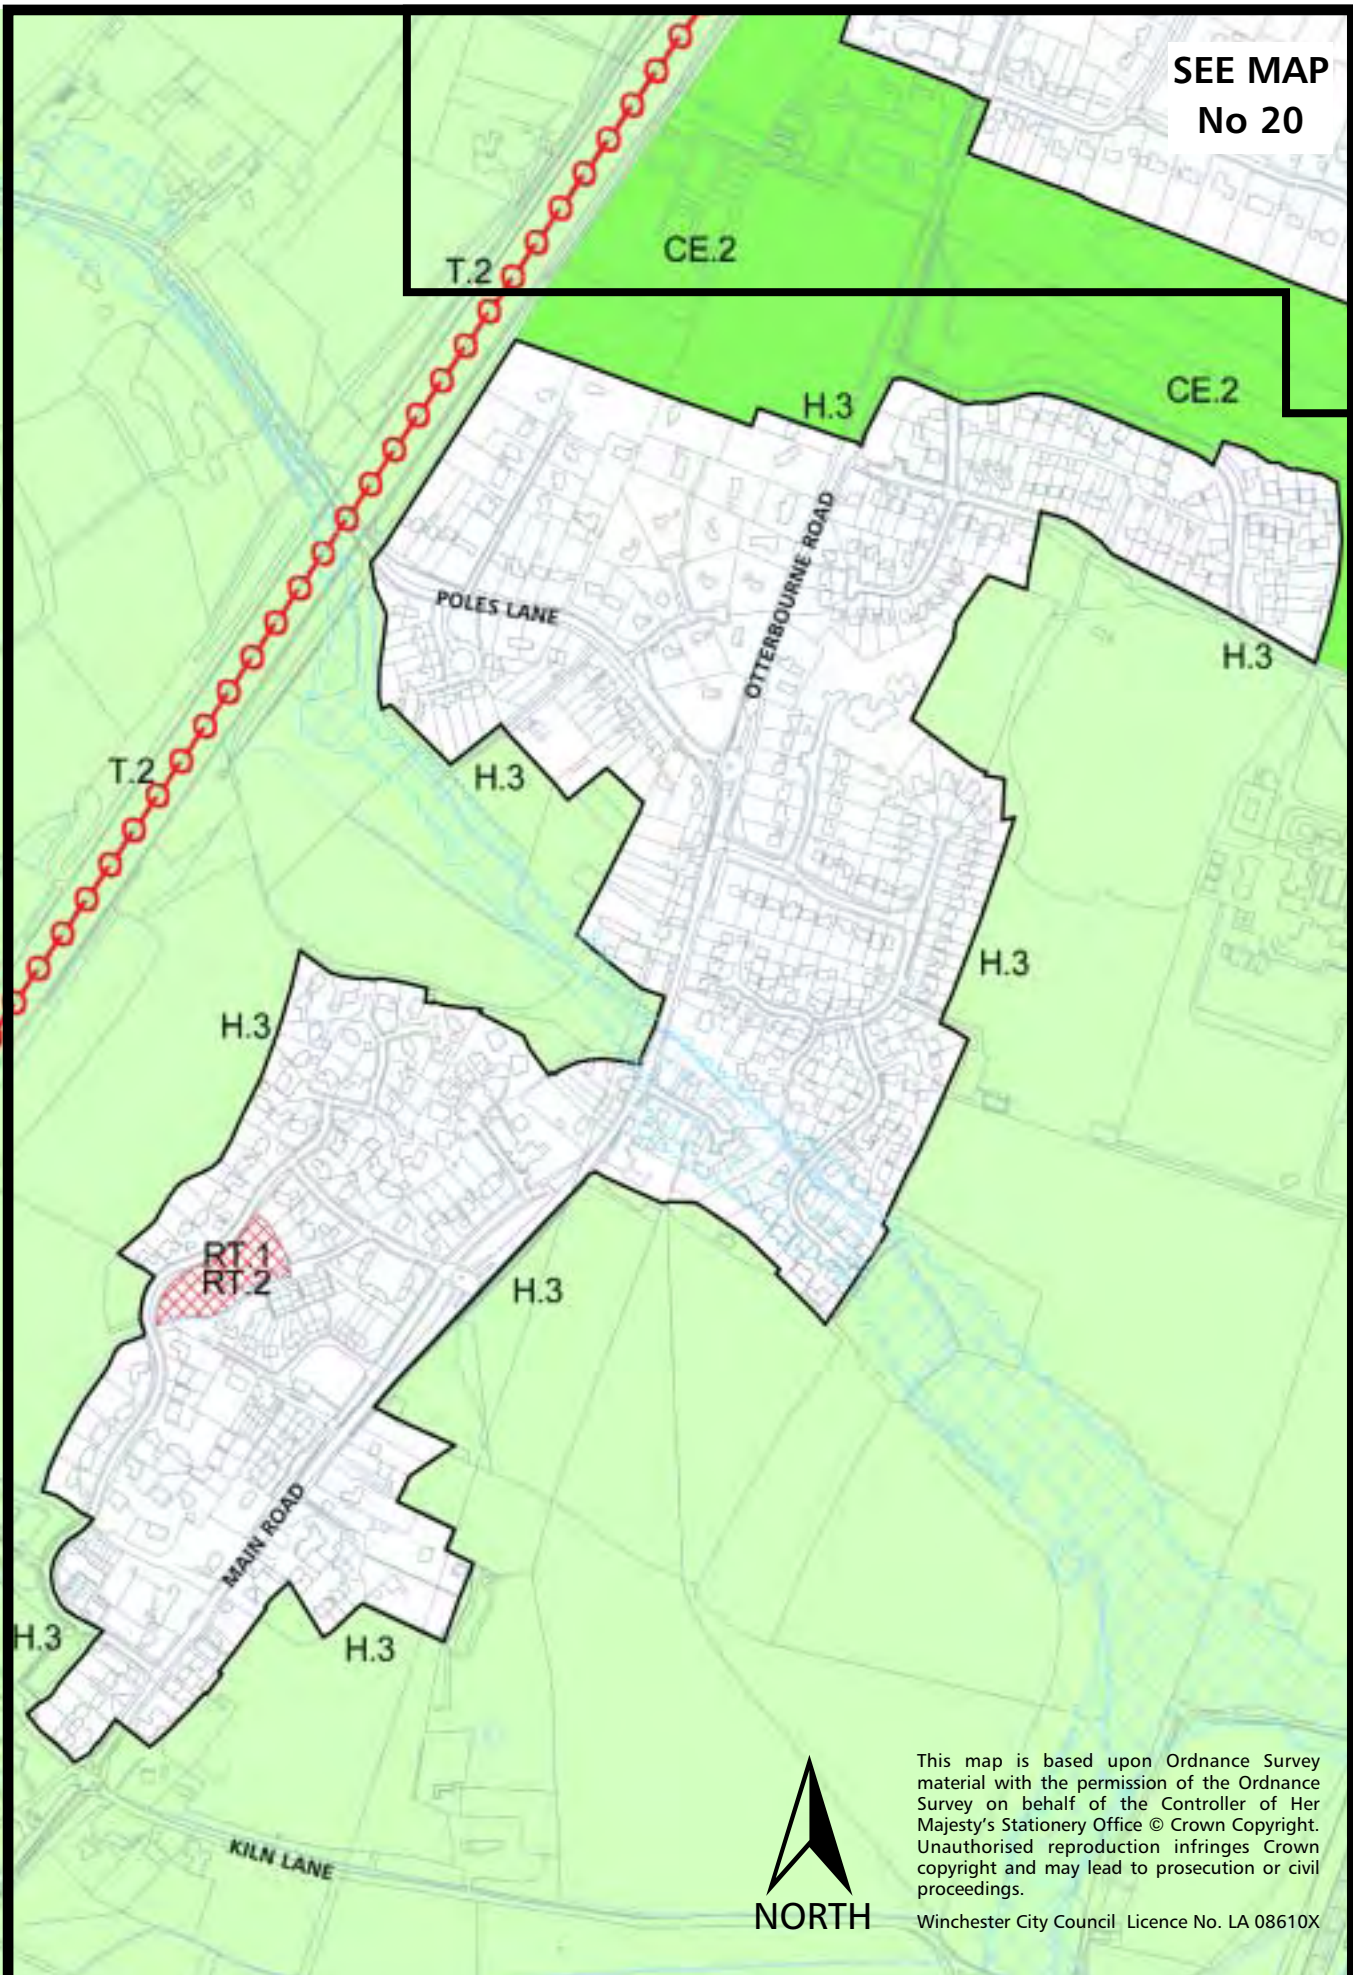 SEE MAP
No 20
CE.2
T.2
CE.2
H.3
OTTERBOURNE ROAD
POLES LANE
H.3
T.2
H.3
H.3
H.3
RT.1
RT.2
H.3
MAIN ROAD
H.3
H.3
KILN LANE
NORTH
This map is based upon Ordnance Survey
material with the permission of the Ordnance
Survey on behalf of the Controller of Her
Majesty's Stationery Office © Crown Copyright.
Unauthorised reproduction infringes Crown
copyright and may lead to prosecution or civil
proceedings.
Winchester City Council Licence No. LA 08610X